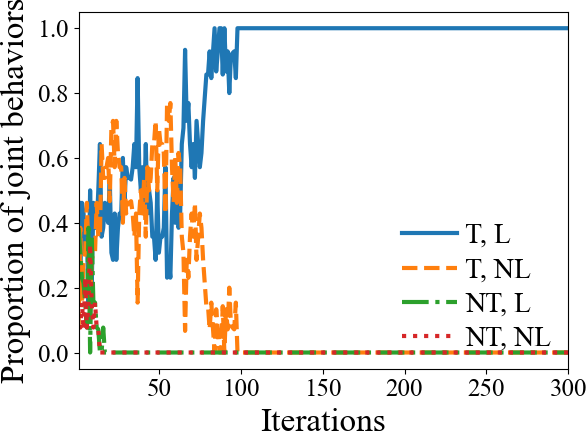 Proportion of joint behaviors
1.0
0.8
0.6
0.4
0.2
0.0
T, L
T, NL
NT, L
NT, NL
50
100
150
200
250
300
Iterations